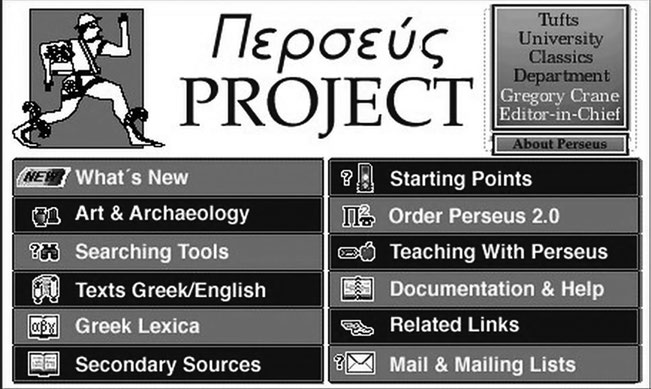 Περσεύς
PROJECT
Tufts
University
Classics
Department
Gregory Crane
Editor-in-Chief
About Perseus
NEW What´s New
Art & Archaeology
? Searching Tools
Texts Greek/English
αβγ Greek Lexica
Secondary Sources
? Starting Points
Π2 Order Perseus 2.0
Teaching With Perseus
Documentation & Help
Related Links
? Mail & Mailing Lists